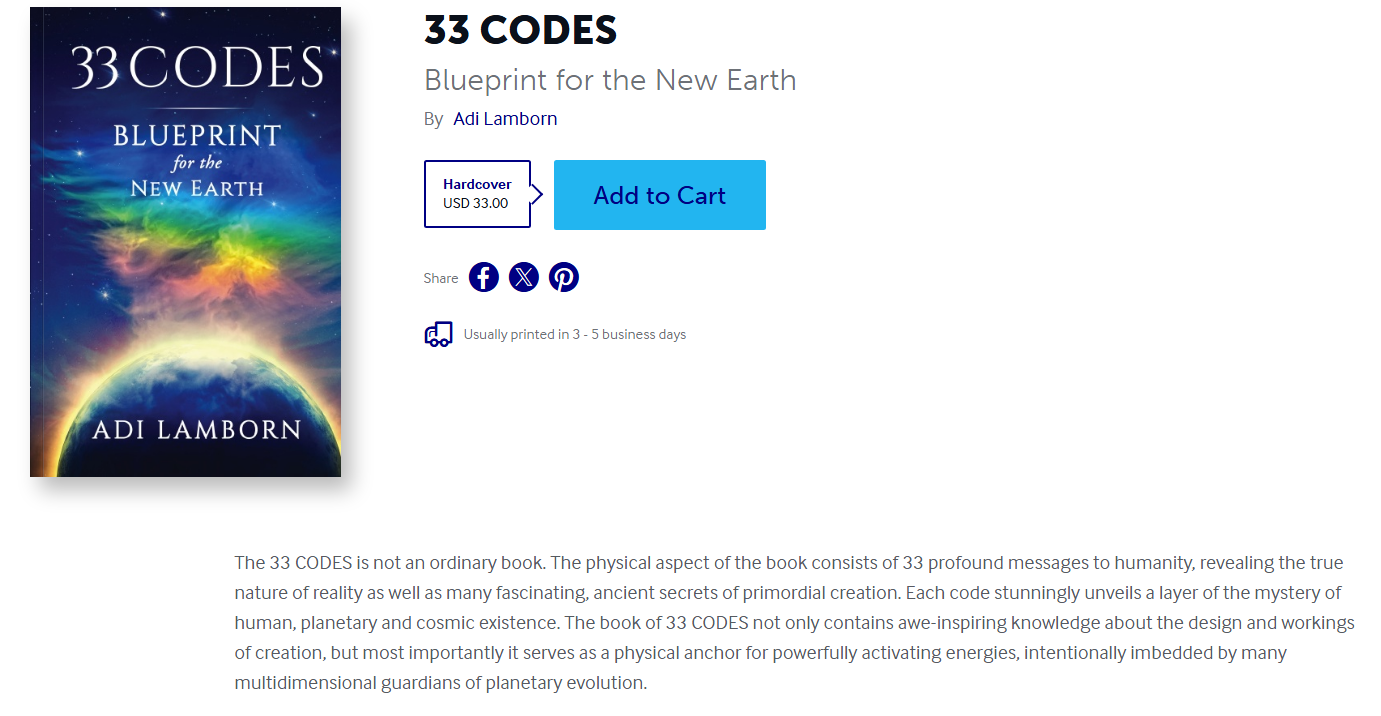 33 CODES
BLUEPRINT
for the
NEW EARTH
ADI LAMBORN
33 CODES
Blueprint for the New Earth
By Adi Lamborn
Hardcover
USD 33.00
Add to Cart
Share
Usually printed in 3 - 5 business days
The 33 CODES is not an ordinary book. The physical aspect of the book consists of 33 profound messages to humanity, revealing the true
nature of reality as well as many fascinating, ancient secrets of primordial creation. Each code stunningly unveils a layer of the mystery of
human, planetary and cosmic existence. The book of 33 CODES not only contains awe-inspiring knowledge about the design and workings
of creation, but most importantly it serves as a physical anchor for powerfully activating energies, intentionally imbedded by many
multidimensional guardians of planetary evolution.